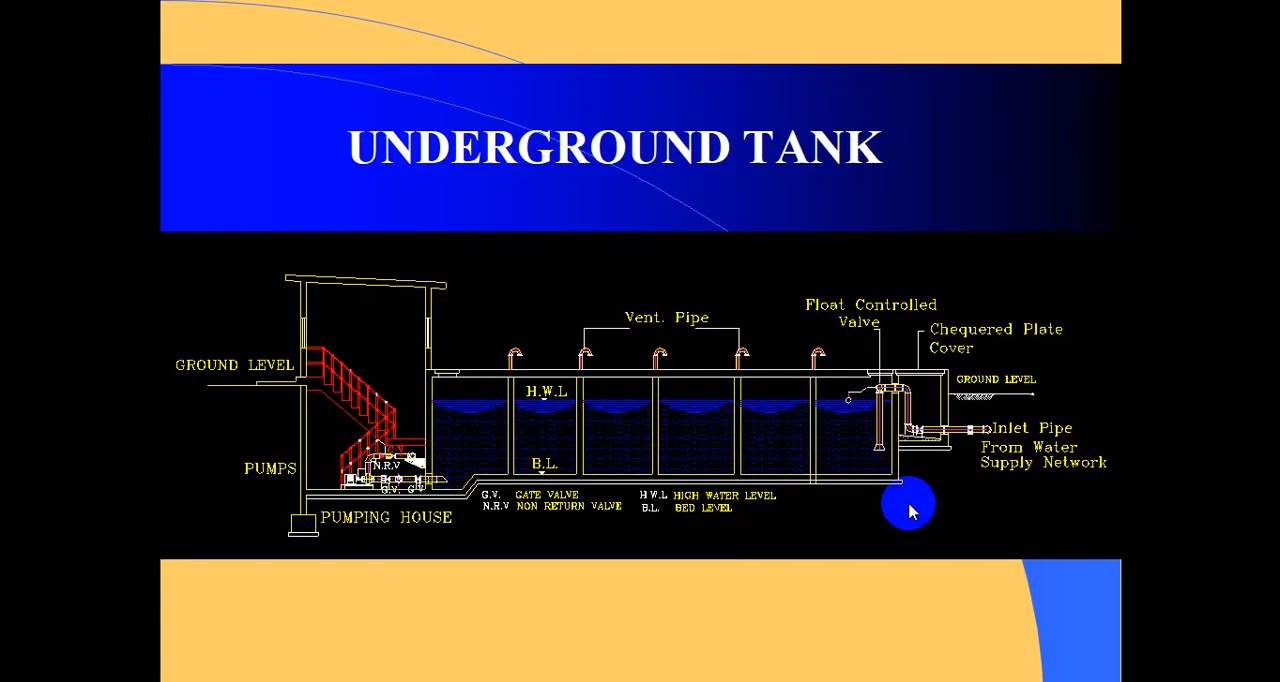 UNDERGROUND TANK
Float Controlled
Valve
Vent. Pipe
Chequered Plate
Cover
GROUND LEVEL
GROUND LEVEL
H.W.L
Inlet Pipe
From Water
Supply Network
B.L.
PUMPS
N.R.V
G.V.
G.V
G.V. GATE VALVE
N.R.V NON RETURN VALVE
H.W.L HIGH WATER LEVEL
B.L. BED LEVEL
PUMPING HOUSE